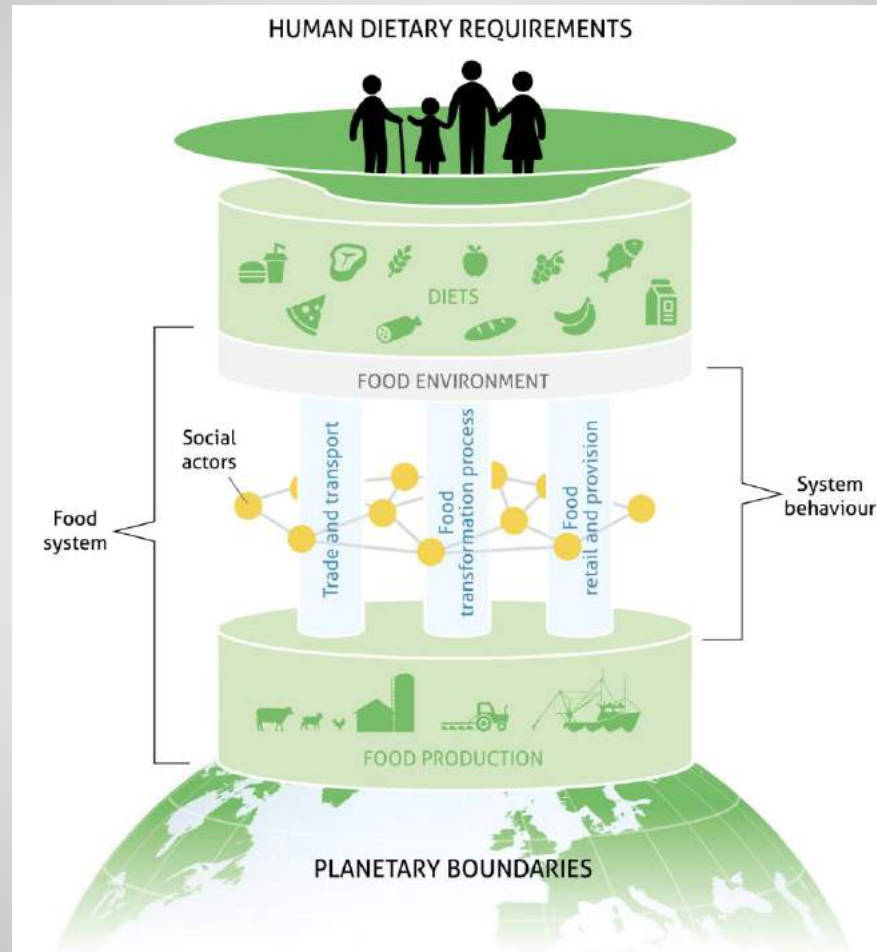 HUMAN DIETARY REQUIREMENTS
DIETS
FOOD ENVIRONMENT
Social
actors
Trade and transport
Food
transformation process
Food
retail and provision
System
behaviour
Food
system
FOOD PRODUCTION
PLANETARY BOUNDARIES